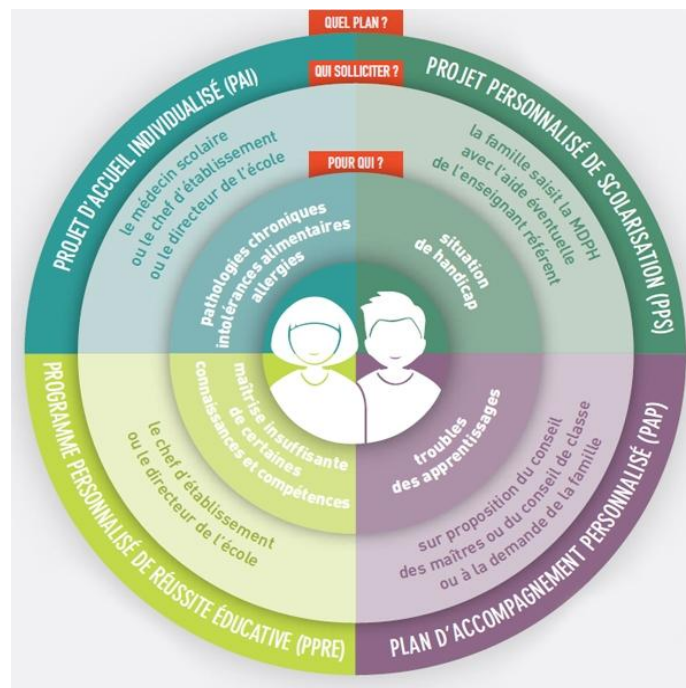 QUEL PLAN ?
QUI SOLLICITER ?
POUR QUI ?
PROJET D'ACCUEIL INDIVIDUALISÉ (PAI)
le médecin scolaire
ou le chef d'établissement
ou le directeur de l'école
pathologies chroniques
intolérances alimentaires
allergies
PROJET PERSONNALISÉ DE SCOLARISATION (PPS)
la famille saisit la MDPH
avec l'aide éventuelle
de l'enseignant référent
situation
de handicap
PROGRAMME PERSONNALISÉ DE RÉUSSITE ÉDUCATIVE (PPRE)
le chef d'établissement
ou le directeur de l'école
maîtrise insuffisante
de certaines
connaissances et compétences
PLAN D'ACCOMPAGNEMENT PERSONNALISÉ (PAP)
sur proposition du conseil
des maîtres ou du conseil de classe
ou à la demande de la famille
troubles
des apprentissages